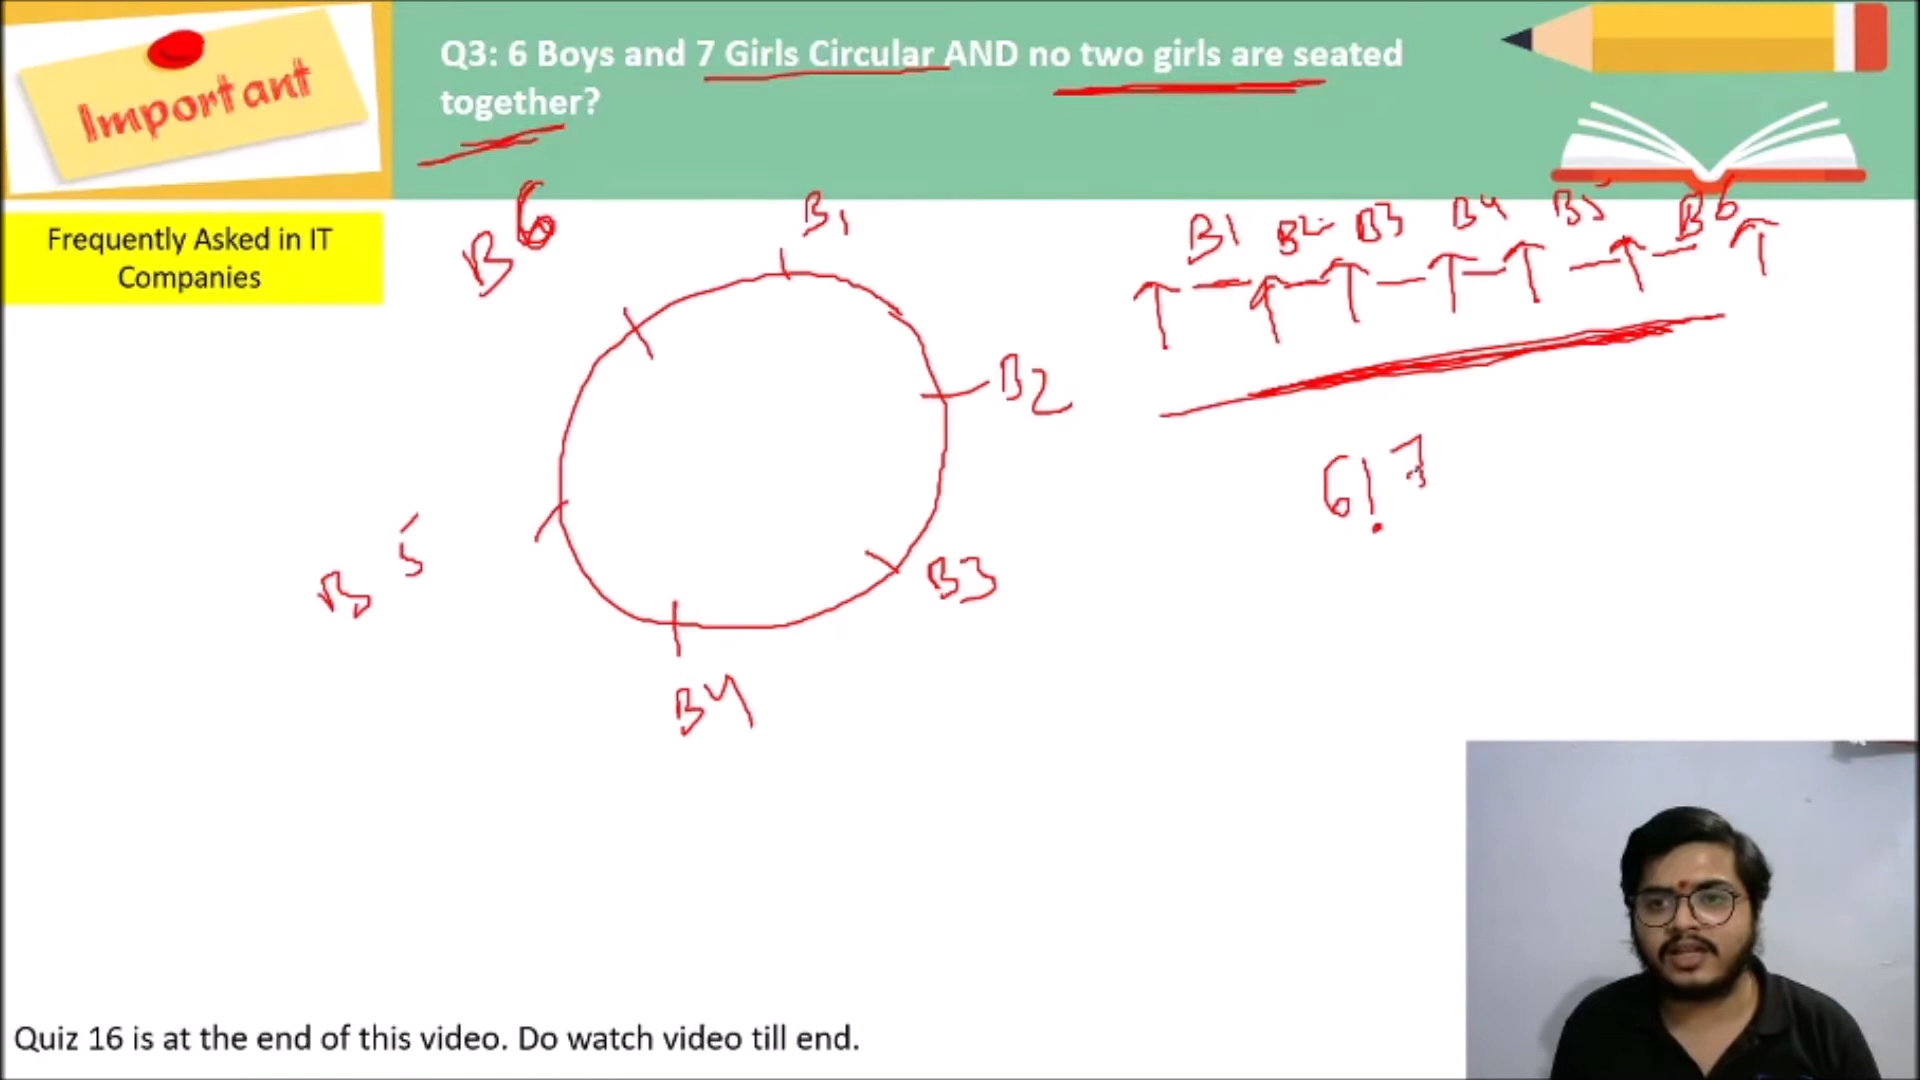 Important
Q3: 6 Boys and 7 Girls Circular AND no two girls are seated
together?
Frequently Asked in IT
Companies
B6
B1
B1 B2 B3 B4 B5 B6
B2
6! 7
B5
B3
B4
Quiz 16 is at the end of this video. Do watch video till end.